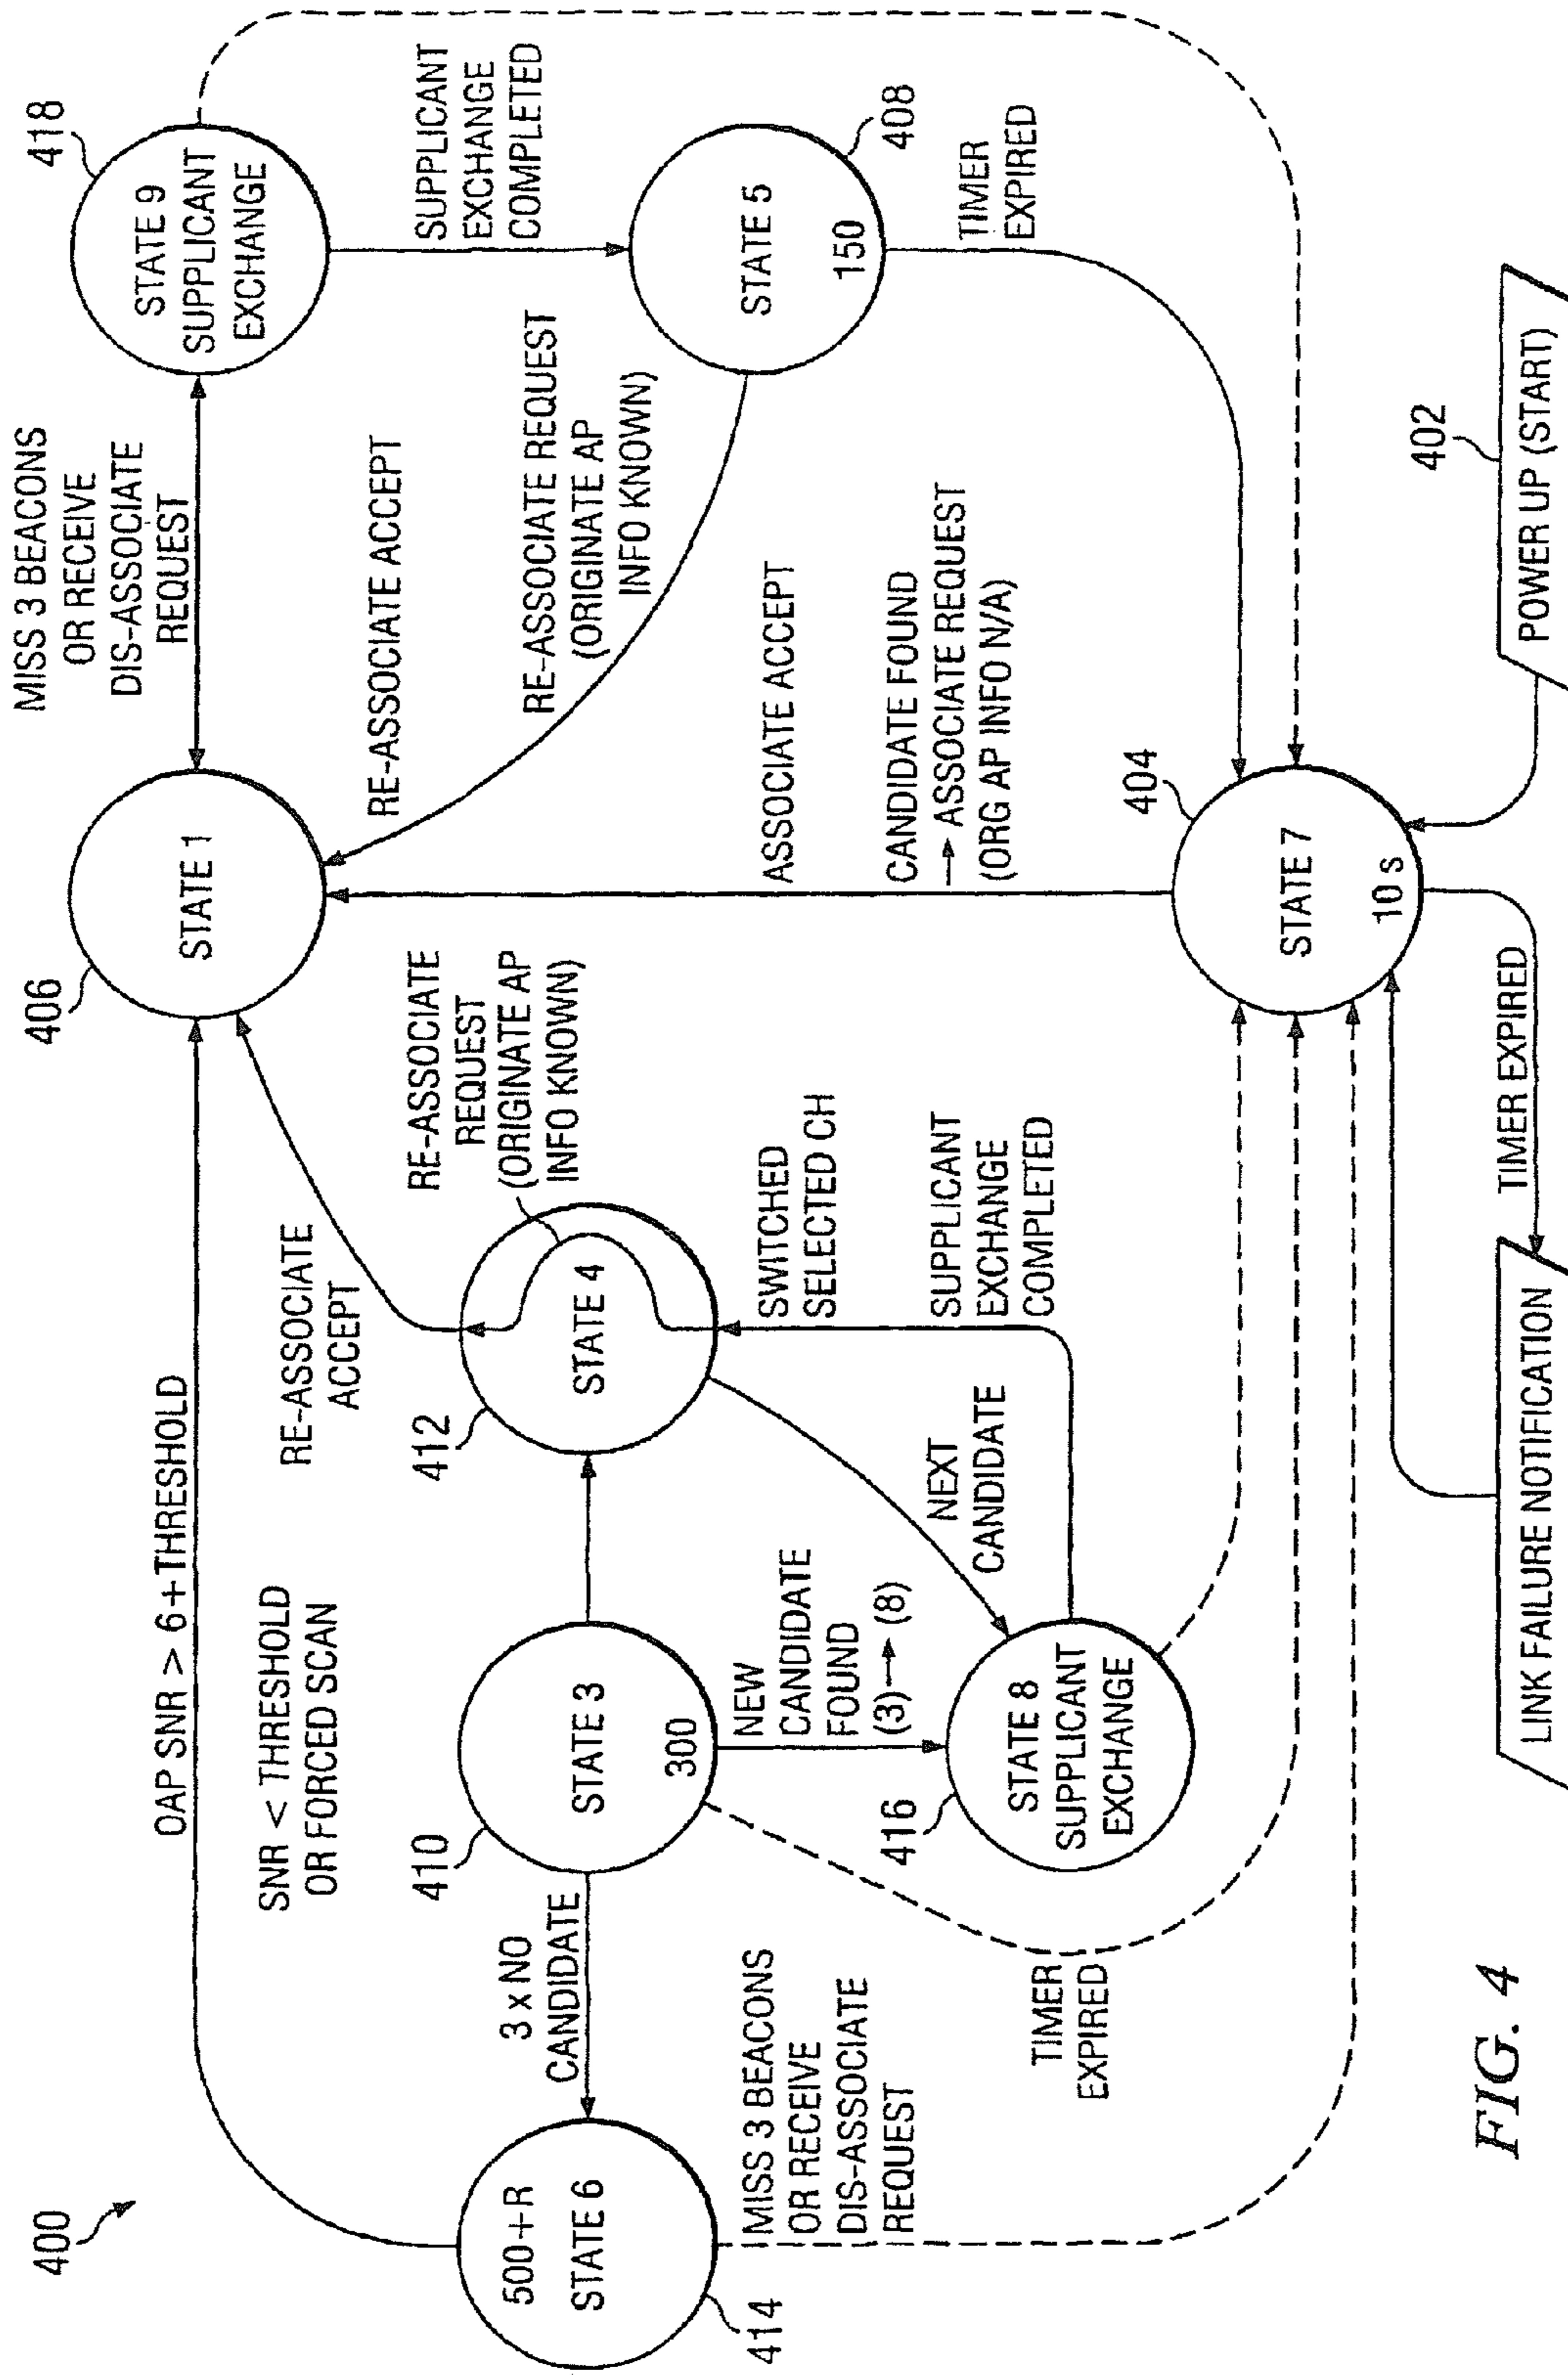 400
OAP SNR > 6+THRESHOLD
406
STATE 1
MISS 3 BEACONS
OR RECEIVE
DIS-ASSOCIATE
REQUEST
418
STATE 9
SUPPLICANT
EXCHANGE
SNR < THRESHOLD
OR FORCED SCAN
RE-ASSOCIATE
ACCEPT
RE-ASSOCIATE ACCEPT
SUPPLICANT
EXCHANGE
COMPLETED
414
500+R
STATE 6
3 x NO
CANDIDATE
410
STATE 3
300
412
STATE 4
RE-ASSOCIATE
REQUEST
(ORIGINATE AP
INFO KNOWN)
RE-ASSOCIATE REQUEST
(ORIGINATE AP
INFO KNOWN)
STATE 5
150
408
MISS 3 BEACONS
OR RECEIVE
DIS-ASSOCIATE
REQUEST
NEW
CANDIDATE
FOUND
(3)→(8)
SWITCHED
SELECTED CH
ASSOCIATE ACCEPT
416
STATE 8
SUPPLICANT
EXCHANGE
NEXT
CANDIDATE
SUPPLICANT
EXCHANGE
COMPLETED
CANDIDATE FOUND
→ ASSOCIATE REQUEST
(ORG AP INFO N/A)
TIMER
EXPIRED
TIMER
EXPIRED
404
STATE 7
10 s
TIMER EXPIRED
402
LINK FAILURE NOTIFICATION
POWER UP (START)
FIG. 4